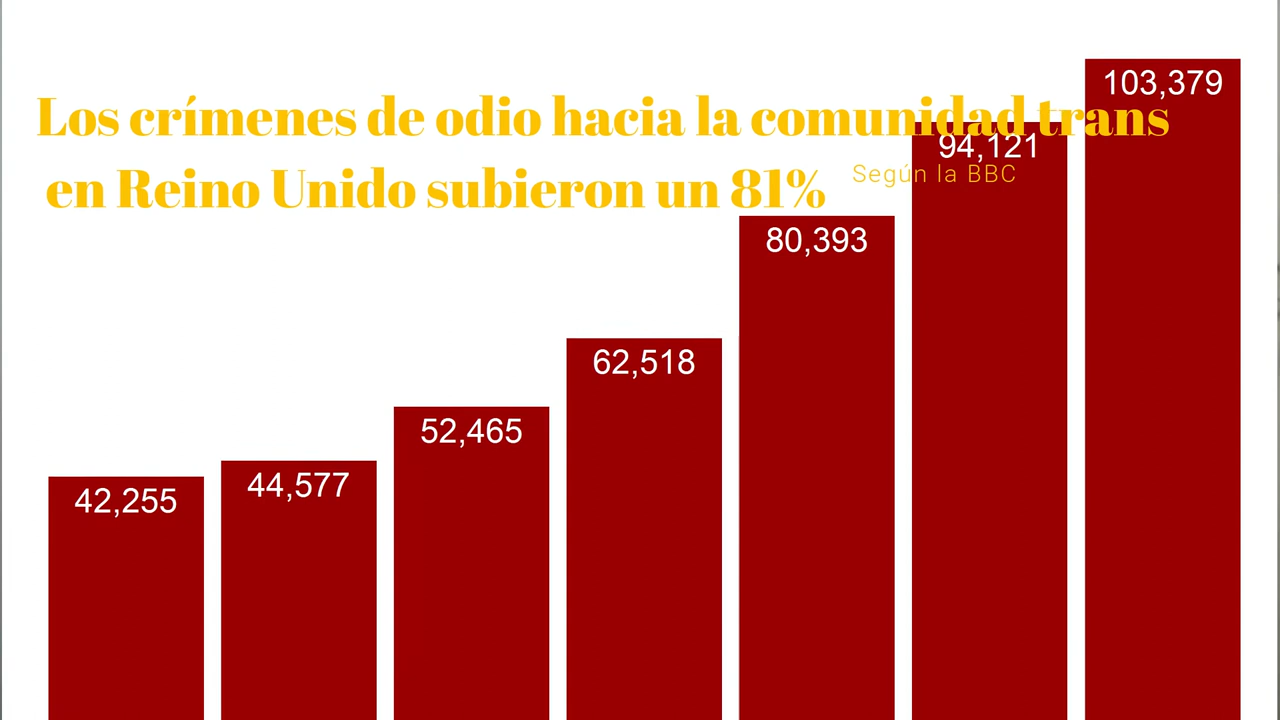 Los crímenes de odio hacia la comunidad trans
en Reino Unido subieron un 81%
Según la BBC
42,255
44,577
52,465
62,518
80,393
94,121
103,379